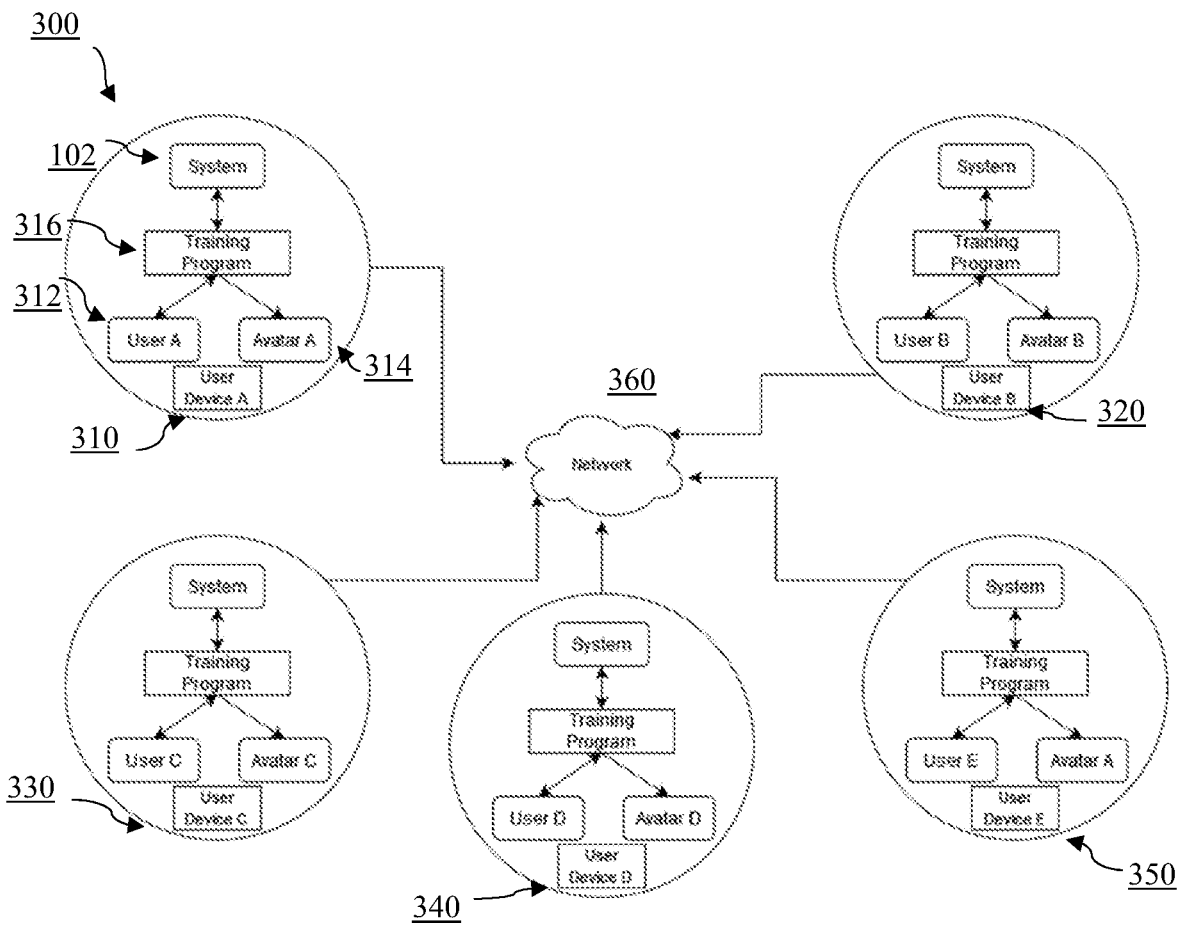 300
102
System
316
Training
Program
312
User A
Avatar A
314
User
Device A
310
System
Training
Program
User B
Avatar B
User
Device B
320
360
Network
System
Training
Program
User C
Avatar C
User
Device C
330
System
Training
Program
User D
Avatar D
User
Device D
340
System
Training
Program
User E
Avatar A
User
Device E
350